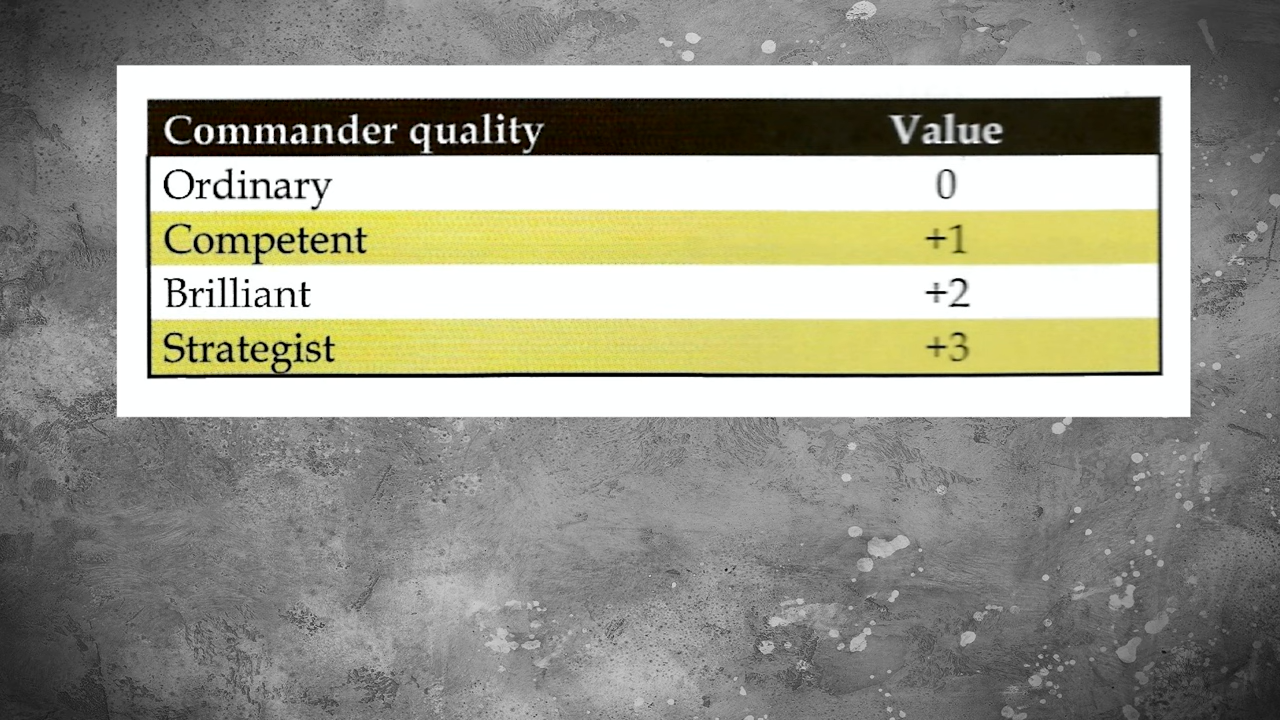 Commander quality Value
Ordinary 0
Competent +1
Brilliant +2
Strategist +3